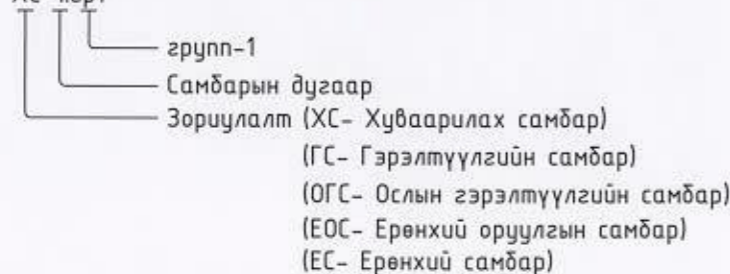 групп-1
Самбарын дугаар
Зориулалт (ХС- Хуваарилах самбар)
(ГС- Гэрэлтүүлгийн самбар)
(ОГС- Ослын гэрэлтүүлгийн самбар)
(ЕОС- Ерөнхий оруулгын самбар)
(ЕС- Ерөнхий самбар)